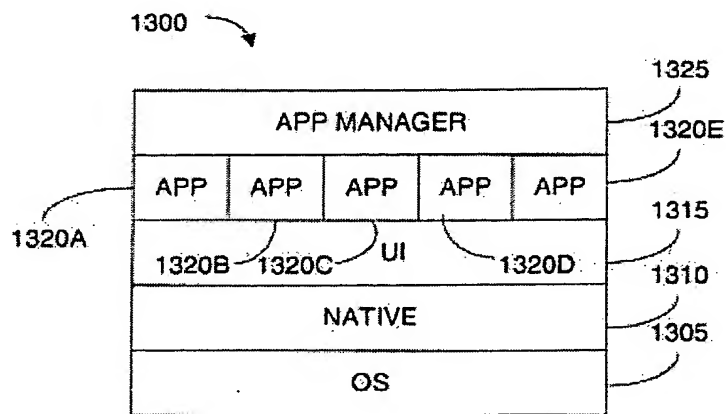 1300
1325
APP MANAGER
1320E
APP APP APP APP APP
1320A
1315
1320B 1320C UI 1320D
1310
NATIVE
1305
OS